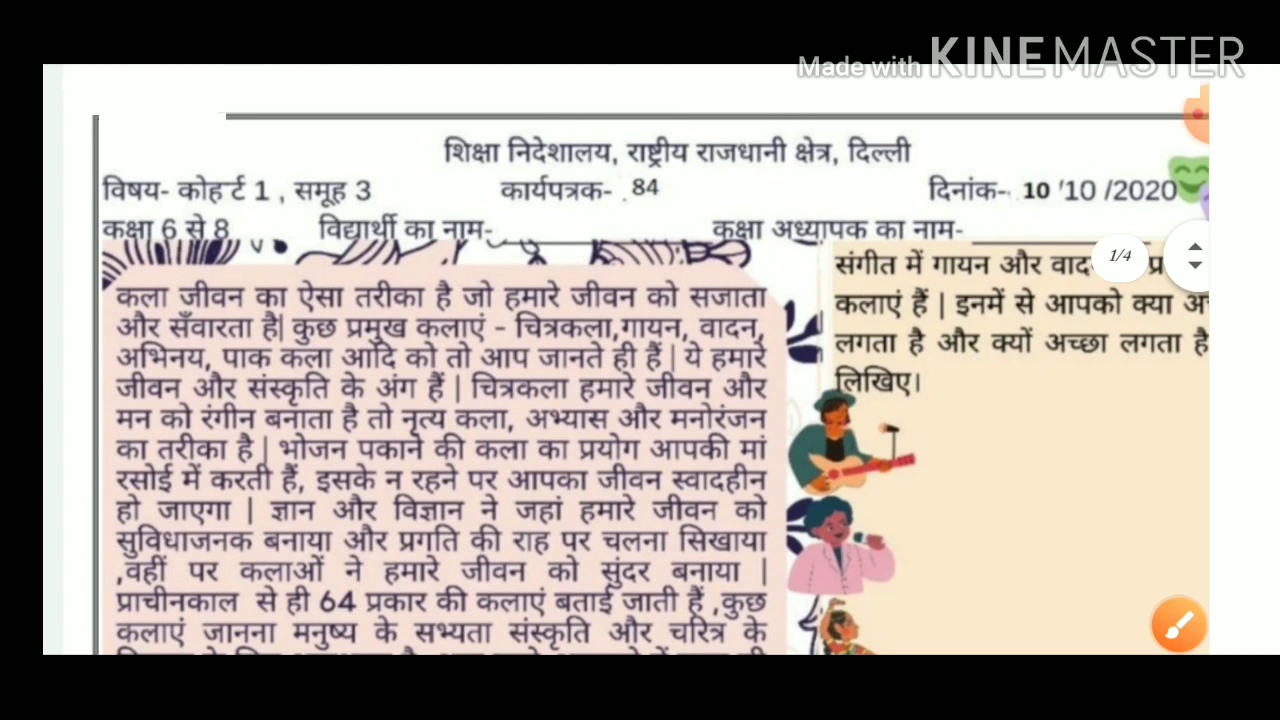 Made with KINEMASTER
शिक्षा निदेशालय, राष्ट्रीय राजधानी क्षेत्र, दिल्ली
विषय- कोहर्ट 1 , समूह 3 कार्यपत्रक- 84 दिनांक- 10 '10 /2020
कक्षा 6 से 8 विद्यार्थी का नाम- कक्षा अध्यापक का नाम-
कला जीवन का ऐसा तरीका है जो हमारे जीवन को सजाता
और सँवारता है| कुछ प्रमुख कलाएं - चित्रकला,गायन, वादन,
अभिनय, पाक कला आदि को तो आप जानते ही हैं | ये हमारे
जीवन और संस्कृति के अंग हैं | चित्रकला हमारे जीवन और
मन को रंगीन बनाता है तो नृत्य कला, अभ्यास और मनोरंजन
का तरीका है | भोजन पकाने की कला का प्रयोग आपकी मां
रसोई में करती हैं, इसके न रहने पर आपका जीवन स्वादहीन
हो जाएगा | ज्ञान और विज्ञान ने जहां हमारे जीवन को
सुविधाजनक बनाया और प्रगति की राह पर चलना सिखाया
,वहीं पर कलाओं ने हमारे जीवन को सुंदर बनाया |
प्राचीनकाल से ही 64 प्रकार की कलाएं बताई जाती हैं ,कुछ
कलाएं जानना मनुष्य के सभ्यता संस्कृति और चरित्र के
संगीत में गायन और
कलाएं हैं | इनमें से आपको क्या
लगता है और क्यों अच्छा लगता है
लिखिए।
1/4